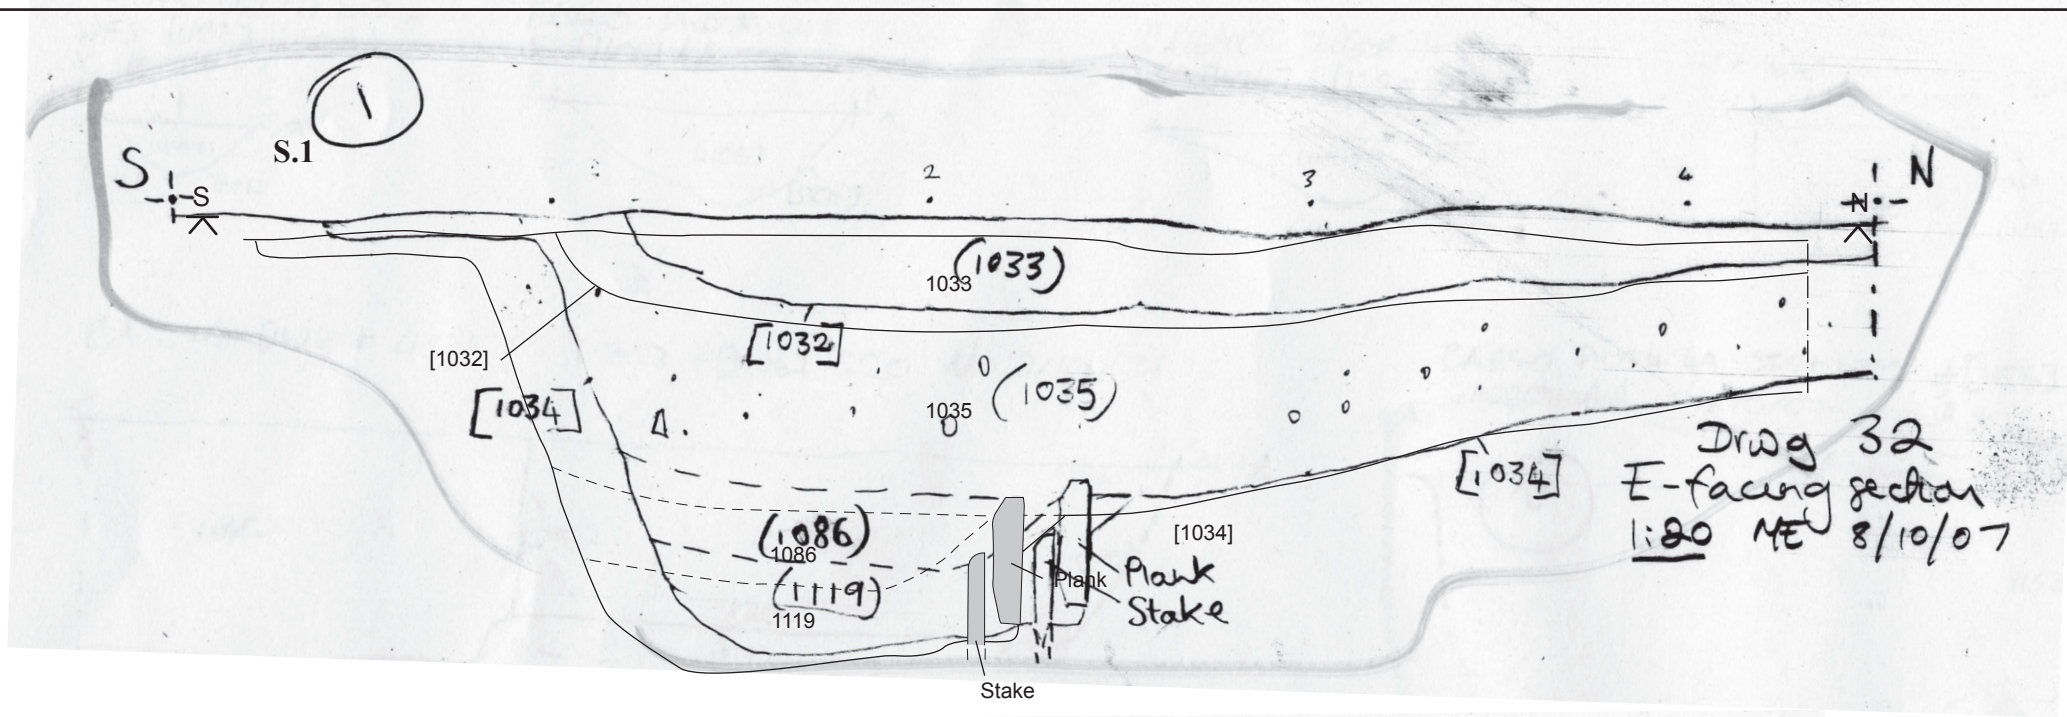 1
S.1
S
S
2
3
4
N
N
(1033)
1033
[1032]
[1032]
[1034]
1035
(1035)
[1034]
Drwg 32
E-facing section
1:20 ME 8/10/07
(1086)
1086
[1034]
(1119)
1119
Plank
Plank
Stake
Stake